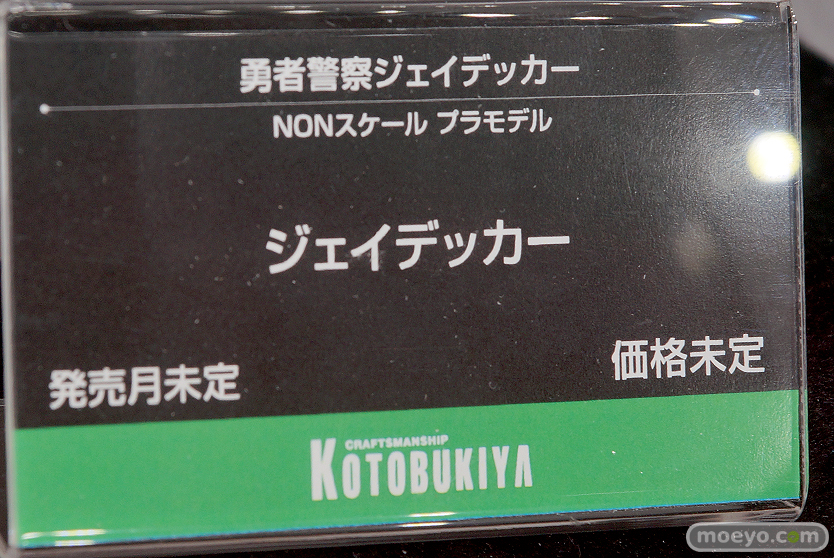 勇者警察ジェイデッカー
NONスケール プラモデル
ジェイデッカー
発売月未定
価格未定
CRAFTSMANSHIP
KOTOBUKIYA
moeyo.com